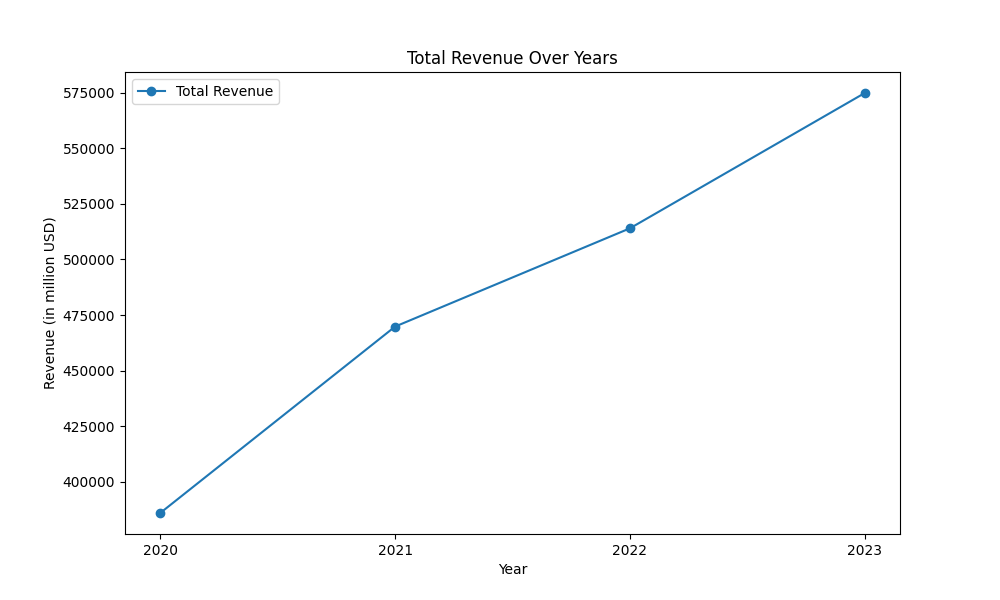 Total Revenue Over Years
Total Revenue
575000
550000
525000
500000
475000
450000
425000
400000
Revenue (in million USD)
2020 2021 2022 2023
Year